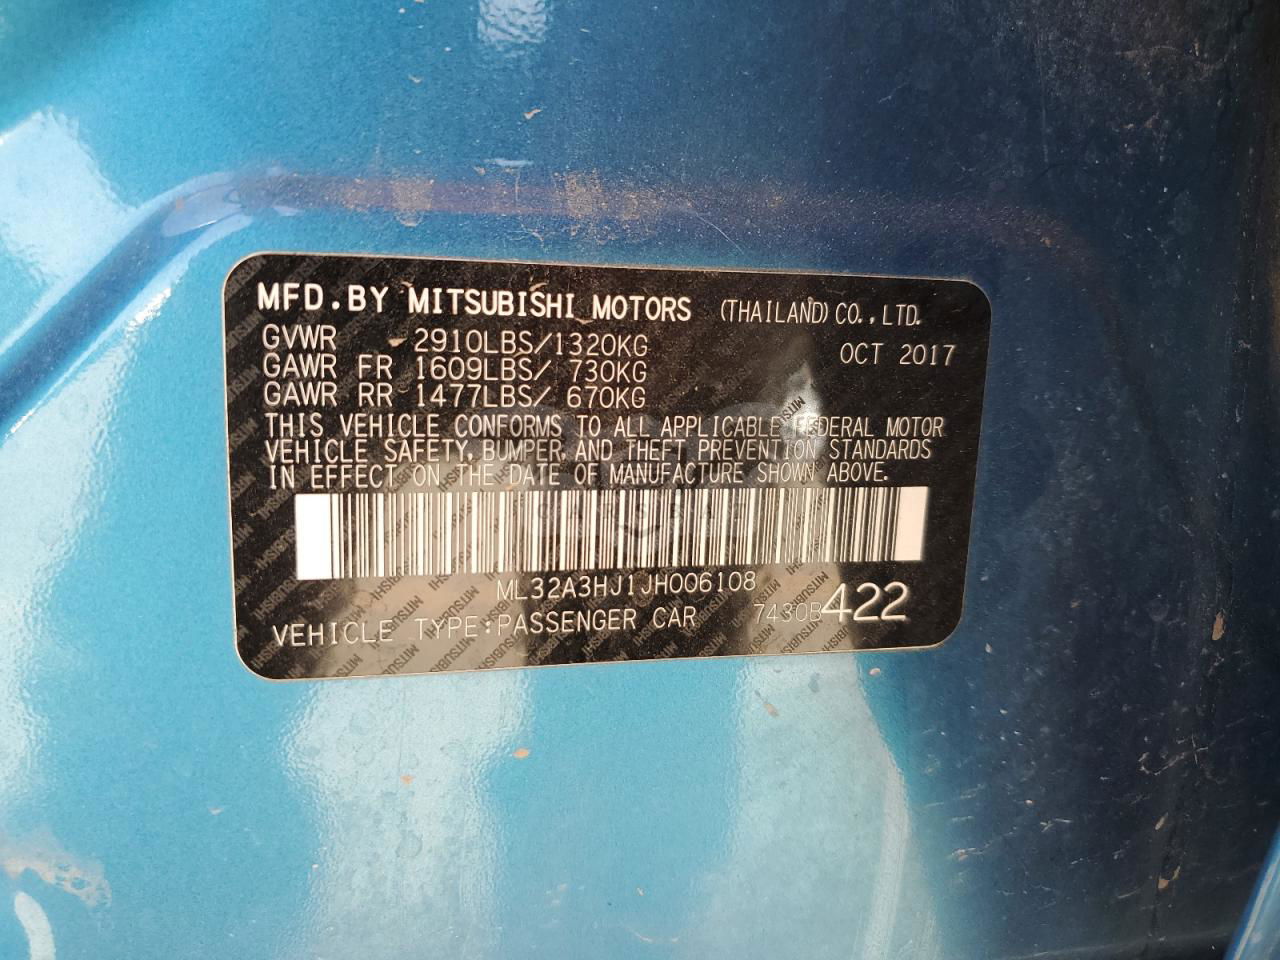 MFD.BY MITSUBISHI MOTORS (THAILAND) CO.,LTD.
GVWR 2910LBS/1320KG OCT 2017
GAWR FR 1609LBS/ 730KG
GAWR RR 1477LBS/ 670KG
THIS VEHICLE CONFORMS TO ALL APPLICABLE FEDERAL MOTOR
VEHICLE SAFETY, BUMPER, AND THEFT PREVENTION STANDARDS
IN EFFECT ON THE DATE OF MANUFACTURE SHOWN ABOVE.
ML32A3HJ1JH006108
VEHICLE TYPE:PASSENGER CAR 7430B422